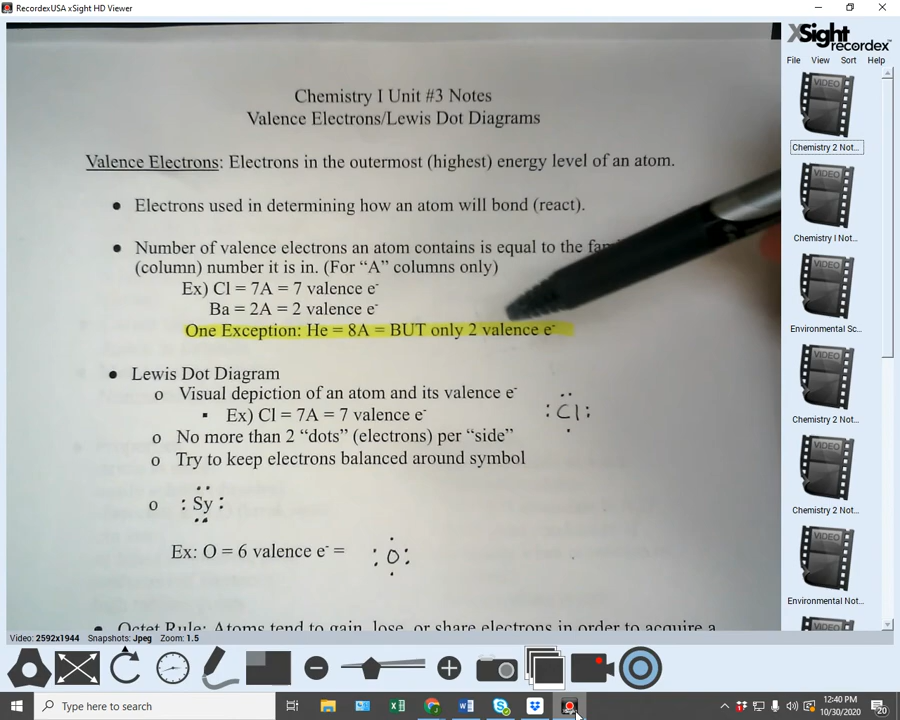 RecordexUSA xSight HD Viewer
XSight
recordex
File View Sort Help
Chemistry I Unit #3 Notes
Valence Electrons/Lewis Dot Diagrams
Valence Electrons: Electrons in the outermost (highest) energy level of an atom.
• Electrons used in determining how an atom will bond (react).
• Number of valence electrons an atom contains is equal to the
(column) number it is in. (For “A” columns only)
Ex) Cl = 7A = 7 valence e-
Ba = 2A = 2 valence e-
One Exception: He = 8A = BUT only 2 valence e-
• Lewis Dot Diagram
o Visual depiction of an atom and its valence e-
▪ Ex) Cl = 7A = 7 valence e-
:Cl:
o No more than 2 “dots” (electrons) per “side”
o Try to keep electrons balanced around symbol
o :Sy:
Ex: O = 6 valence e- = :O:
• Octet Rule: Atoms tend to gain, lose, or share electrons in order to acquire a
VIDEO
Chemistry 2 Not...
VIDEO
Chemistry I Not...
VIDEO
Environmental Sc...
VIDEO
Chemistry 2 Not...
VIDEO
Chemistry 2 Not...
VIDEO
Environmental Not...
VIDEO
Video: 2592x1944 Snapshots: Jpeg Zoom: 1.5
Type here to search
12:40 PM
10/30/2020
20